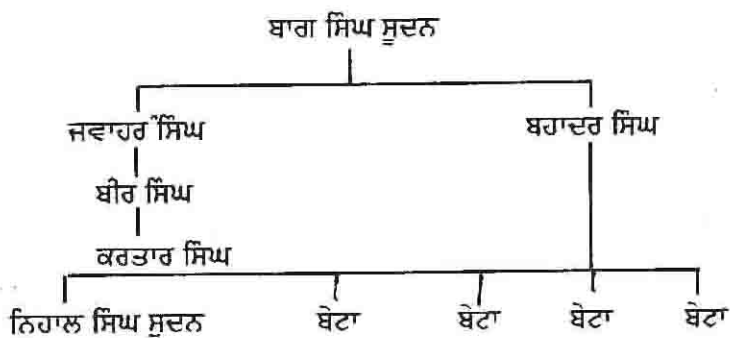 ਬਾਗ ਸਿੰਘ ਸੂਦਨ
ਜਵਾਹਰ ਸਿੰਘ ਬਹਾਦਰ ਸਿੰਘ
ਬੀਰ ਸਿੰਘ
ਕਰਤਾਰ ਸਿੰਘ
ਨਿਹਾਲ ਸਿੰਘ ਸੂਦਨ ਬੇਟਾ ਬੇਟਾ ਬੇਟਾ ਬੇਟਾ